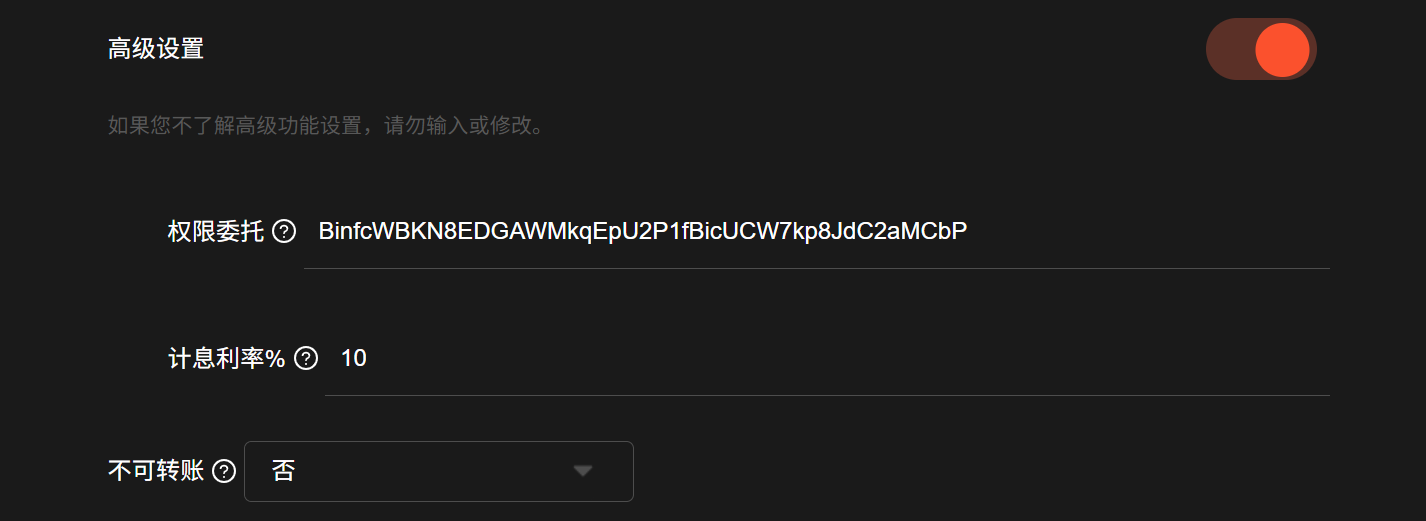 高级设置
如果您不了解高级功能设置，请勿输入或修改。
权限委托 ? BinfcWBKN8EDGAWMkqEpU2P1fBicUCW7kp8JdC2aMCbP
计息利率% ? 10
不可转账 ? 否